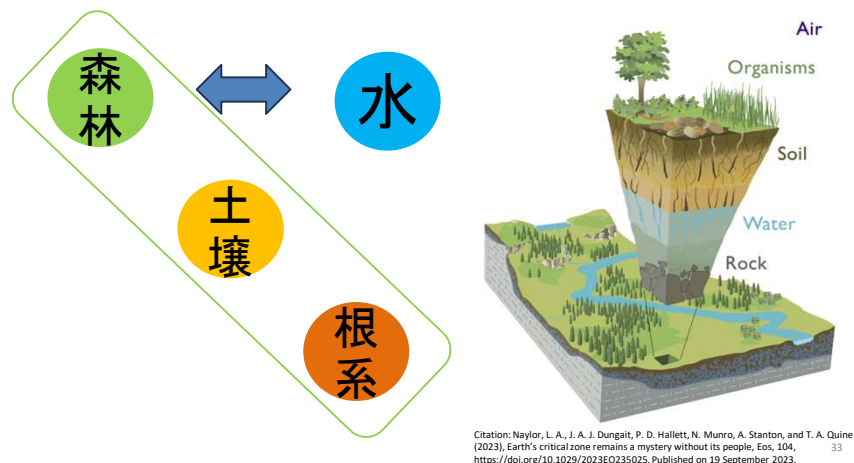 森
林
水
土
壌
根
系
Air
Organisms
Soil
Water
Rock
Citation: Naylor, L. A., J. A. J. Dungait, P. D. Hallett, N. Munro, A. Stanton, and T. A. Quine
(2023), Earth's critical zone remains a mystery without its people, Eos, 104,
https://doi.org/10.1029/2023EO235025. Published on 19 September 2023.
33